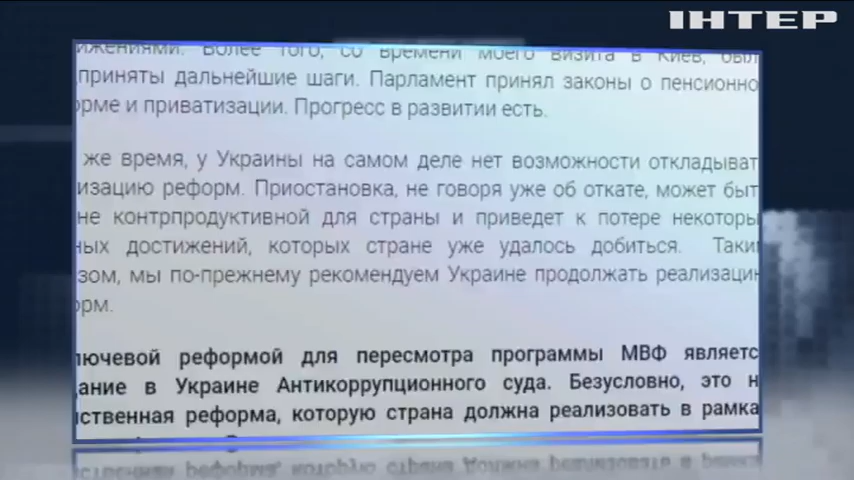 ІНТЕР
ижениями. Более того, со времени моего визита в Киев, был
приняты дальнейшие шаги. Парламент принял законы о пенсионно
рме и приватизации. Прогресс в развитии есть.
же время, у Украины на самом деле нет возможности откладыват
изацию реформ. Приостановка, не говоря уже об откате, может быт
не контрпродуктивной для страны и приведет к потере некоторы
ных достижений, которых стране уже удалось добиться. Таки
зом, мы по-прежнему рекомендуем Украине продолжать реализаци
орм.
лючевой реформой для пересмотра программы МВФ являетс
дание в Украине Антикоррупционного суда. Безусловно, это н
ственная реформа, которую страна должна реализовать в рамка